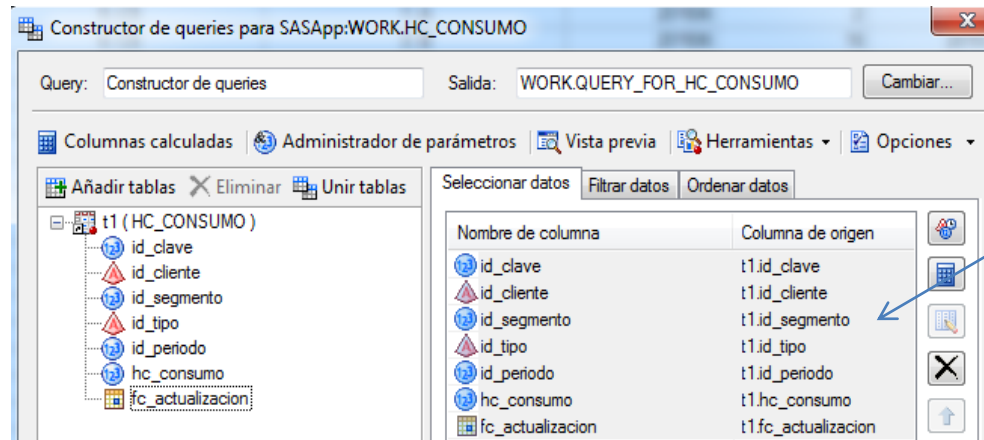 Constructor de queries para SASApp:WORK.HC_CONSUMO
Query: Constructor de queries Salida: WORK.QUERY_FOR_HC_CONSUMO Cambiar...
Columnas calculadas Administrador de parámetros Vista previa Herramientas Opciones
Añadir tablas Eliminar Unir tablas Seleccionar datos Filtrar datos Ordenar datos
t1 (HC_CONSUMO) Nombre de columna Columna de origen
id_clave
id_cliente
id_segmento
id_tipo
id_periodo
hc_consumo
fc_actualizacion
id_clave t1.id_clave
id_cliente t1.id_cliente
id_segmento t1.id_segmento
id_tipo t1.id_tipo
id_periodo t1.id_periodo
hc_consumo t1.hc_consumo
fc_actualizacion t1.fc_actualizacion